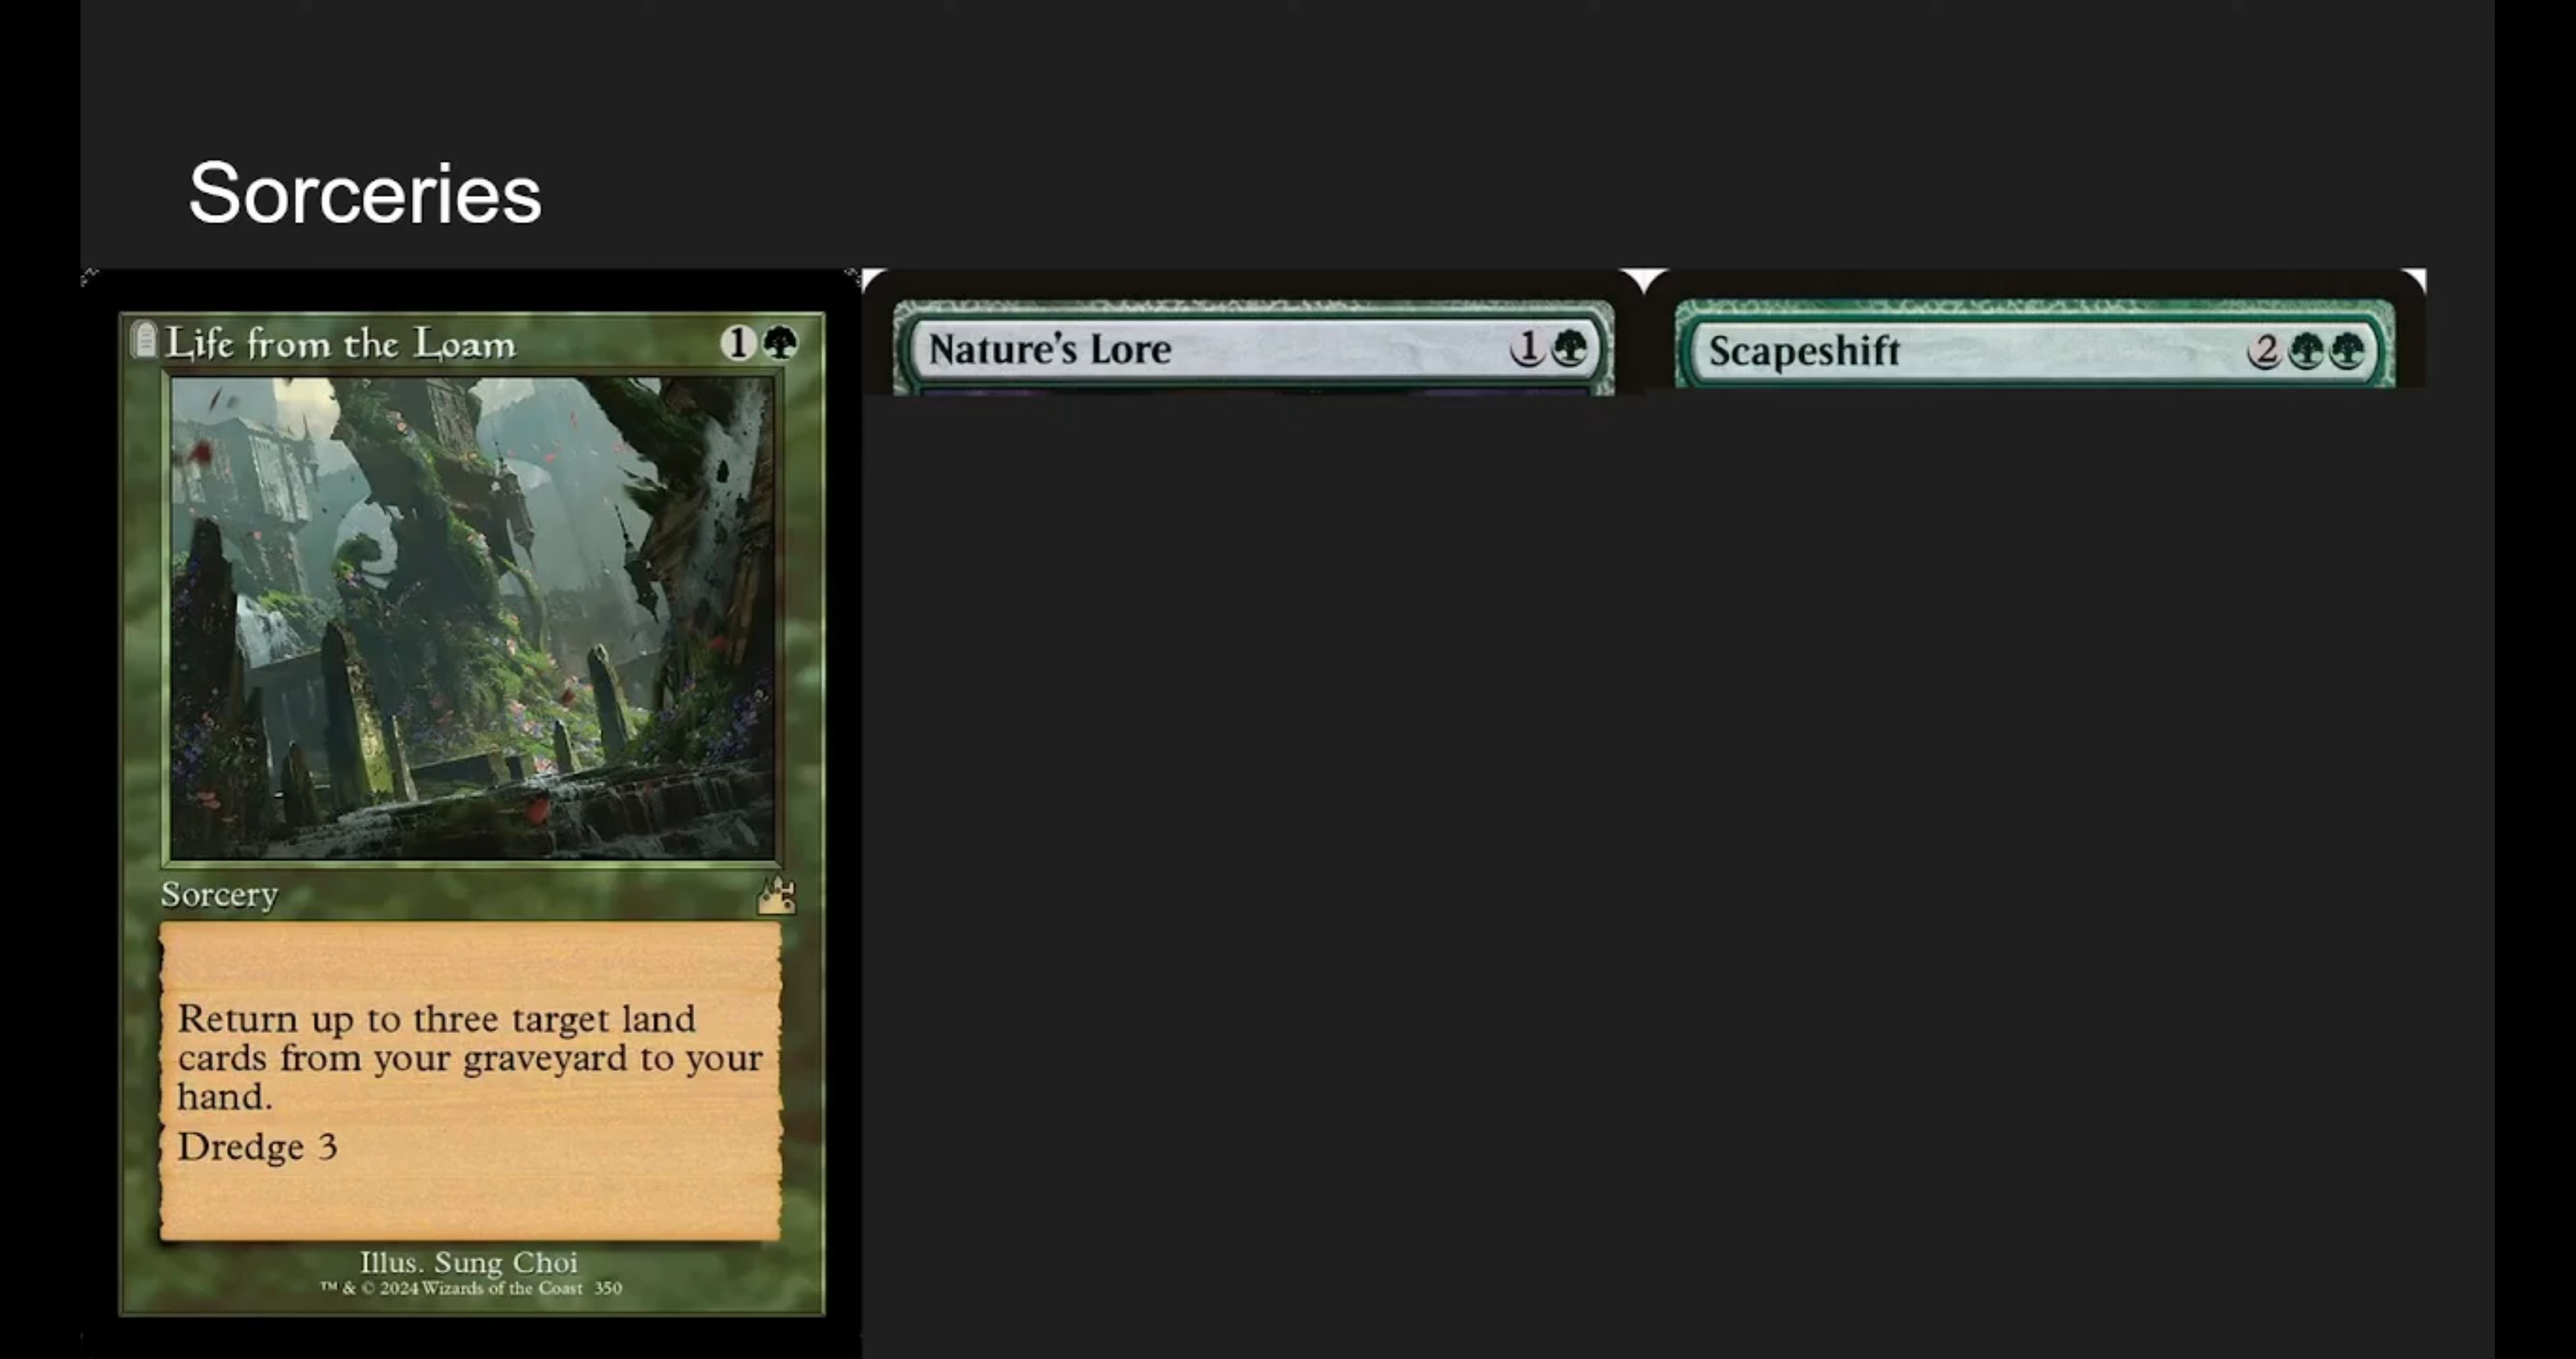 Sorceries
Life from the Loam 1
Nature's Lore 1
Scapeshift 2
Sorcery
Return up to three target land
cards from your graveyard to your
hand.
Dredge 3
Illus. Sung Choi
™ & © 2024 Wizards of the Coast 350